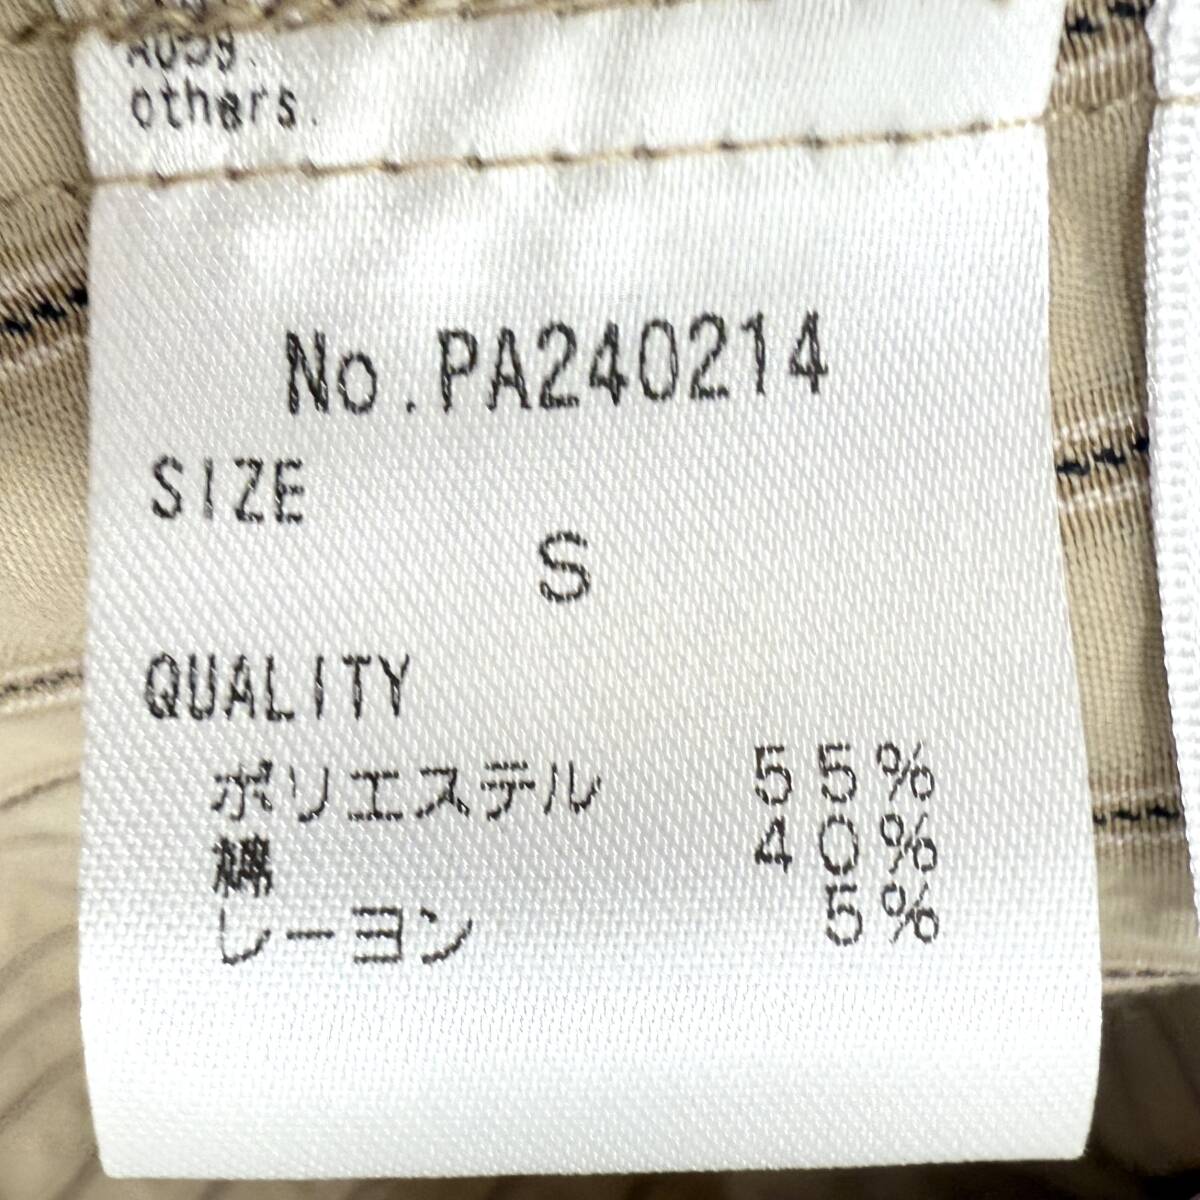 others.
No.PA240214
SIZE
S
QUALITY
ポリエステル 55%
綿 40%
レーヨン 5%